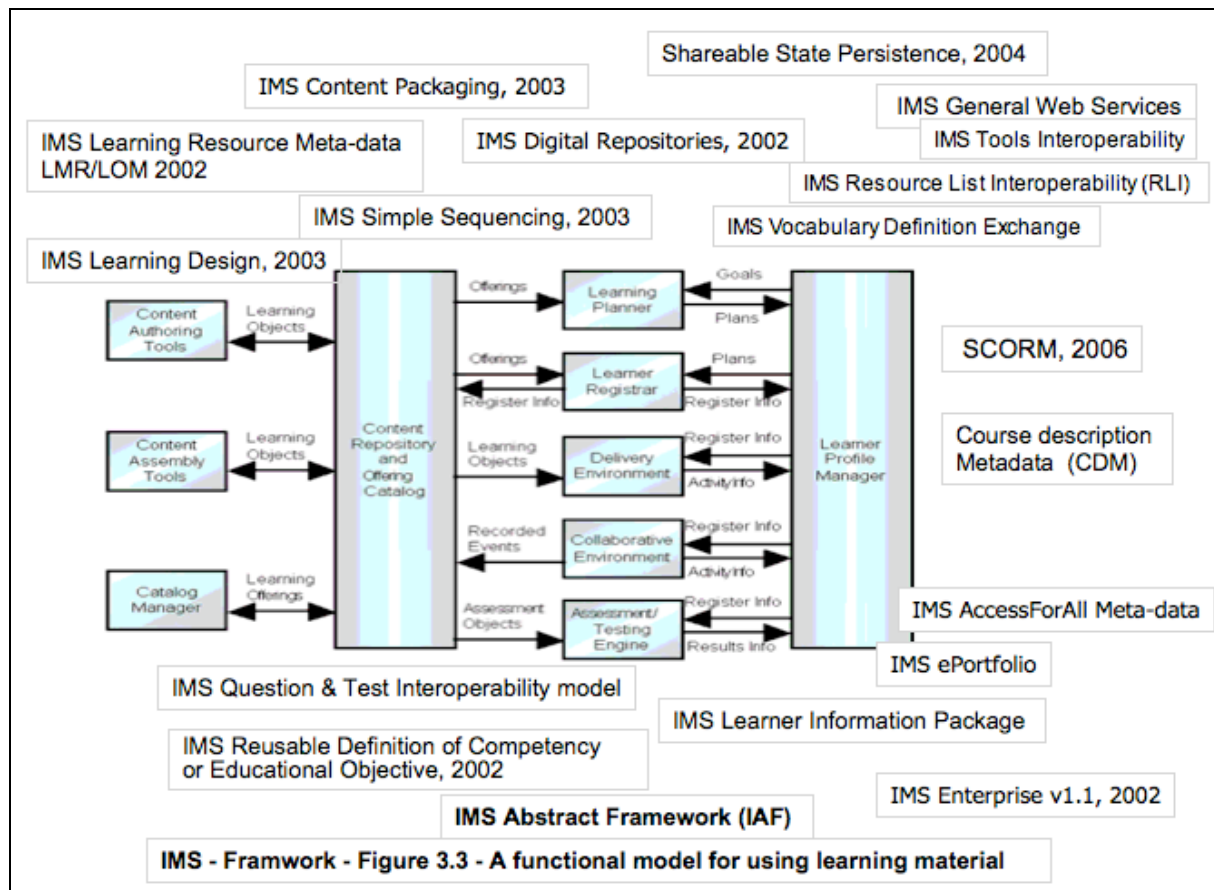 Shareable State Persistence, 2004
IMS Content Packaging, 2003
IMS General Web Services
IMS Learning Resource Meta-data
LMR/LOM 2002
IMS Digital Repositories, 2002
IMS Tools Interoperability
IMS Resource List Interoperability (RLI)
IMS Simple Sequencing, 2003
IMS Vocabulary Definition Exchange
IMS Learning Design, 2003
Content
Authoring
Tools
Learning
Objects
Content
Assembly
Tools
Learning
Objects
Catalog
Manager
Learning
Offerings
Content
Repository
and
Offering
Catalog
Offerings
Learning
Planner
Goals
Plans
Offerings
Register Info
Learner
Registrar
Plans
Register Info
Learning
Objects
Delivery
Environment
Register Info
ActivityInfo
Recorded
Events
Collaborative
Environment
Register Info
ActivityInfo
Assessment
Objects
Assessment/
Testing
Engine
Register Info
Results Info
Learner
Profile
Manager
SCORM, 2006
Course description
Metadata (CDM)
IMS AccessForAll Meta-data
IMS ePortfolio
IMS Question & Test Interoperability model
IMS Learner Information Package
IMS Reusable Definition of Competency
or Educational Objective, 2002
IMS Enterprise v1.1, 2002
IMS Abstract Framework (IAF)
IMS - Framwork - Figure 3.3 - A functional model for using learning material